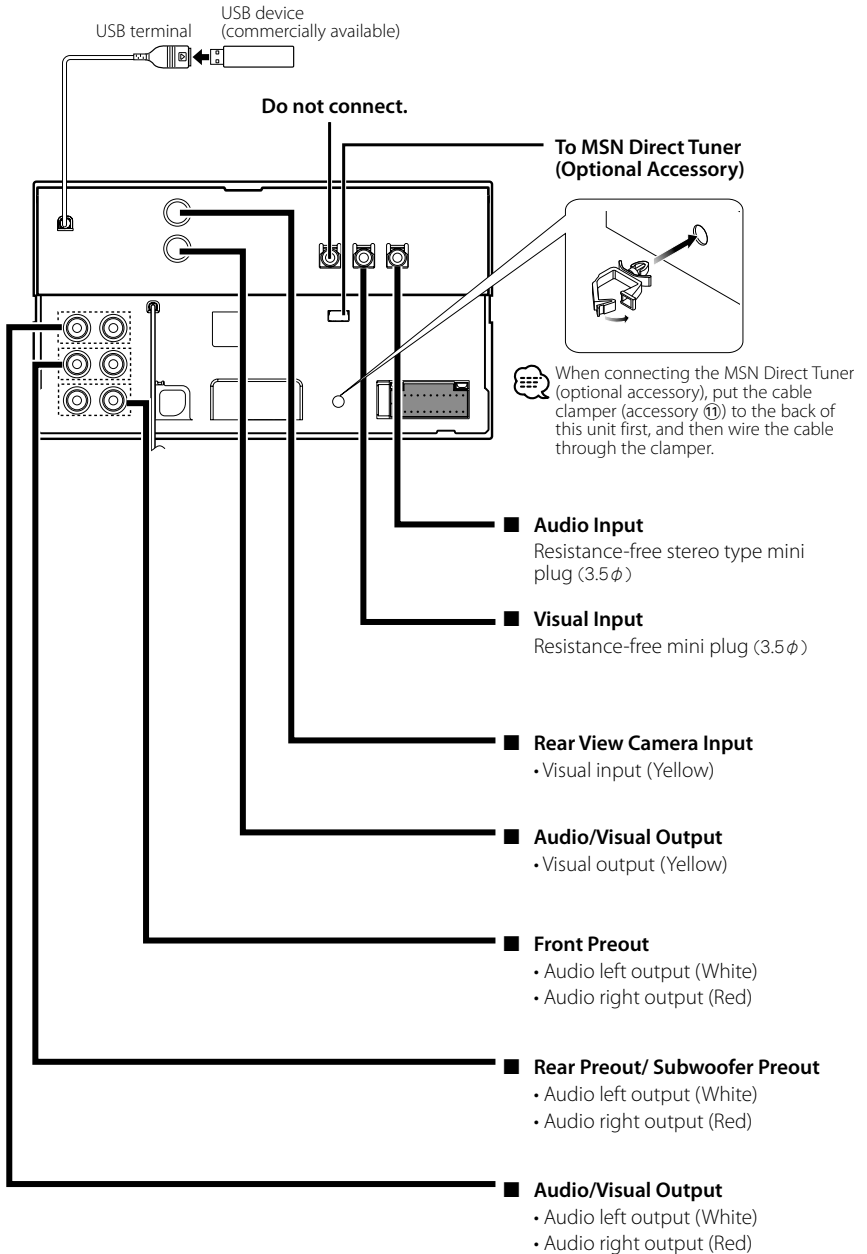 USB device
USB terminal
(commercially available)
Do not connect.
To MSN Direct Tuner
(Optional Accessory)
When connecting the MSN Direct Tuner
(optional accessory), put the cable
clamper (accessory ⑪) to the back of
this unit first, and then wire the cable
through the clamper.
■ Audio Input
Resistance-free stereo type mini
plug (3.5φ)
■ Visual Input
Resistance-free mini plug (3.5φ)
■ Rear View Camera Input
• Visual input (Yellow)
■ Audio/Visual Output
• Visual output (Yellow)
■ Front Preout
• Audio left output (White)
• Audio right output (Red)
■ Rear Preout/ Subwoofer Preout
• Audio left output (White)
• Audio right output (Red)
■ Audio/Visual Output
• Audio left output (White)
• Audio right output (Red)